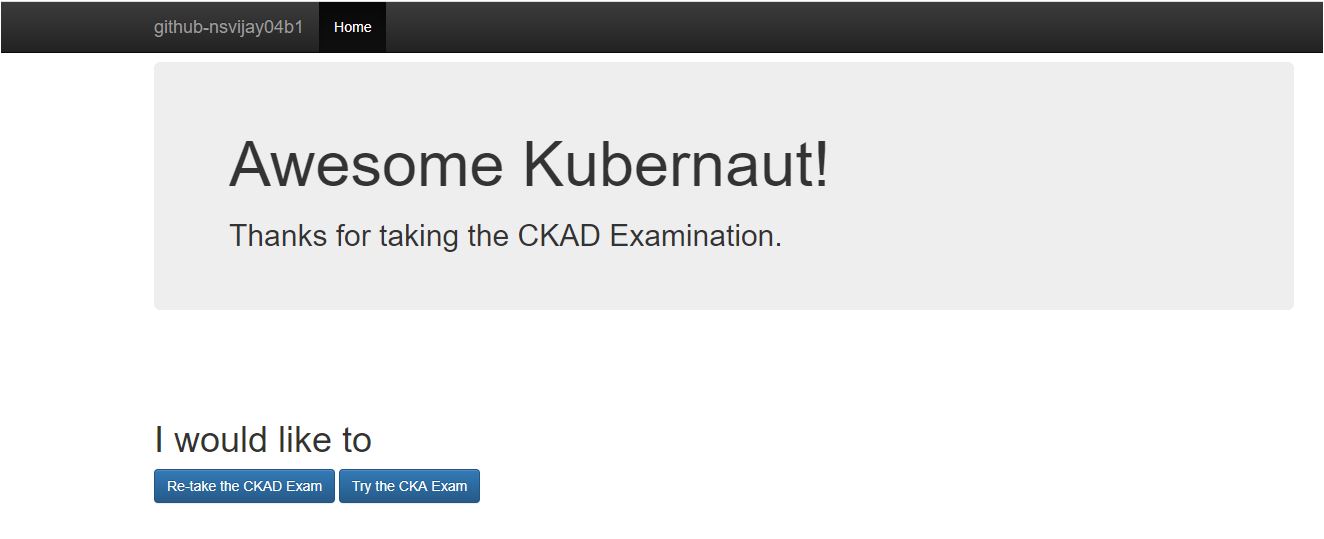 github-nsvijay04b1 Home
Awesome Kubernaut!
Thanks for taking the CKAD Examination.
I would like to
Re-take the CKAD Exam Try the CKA Exam